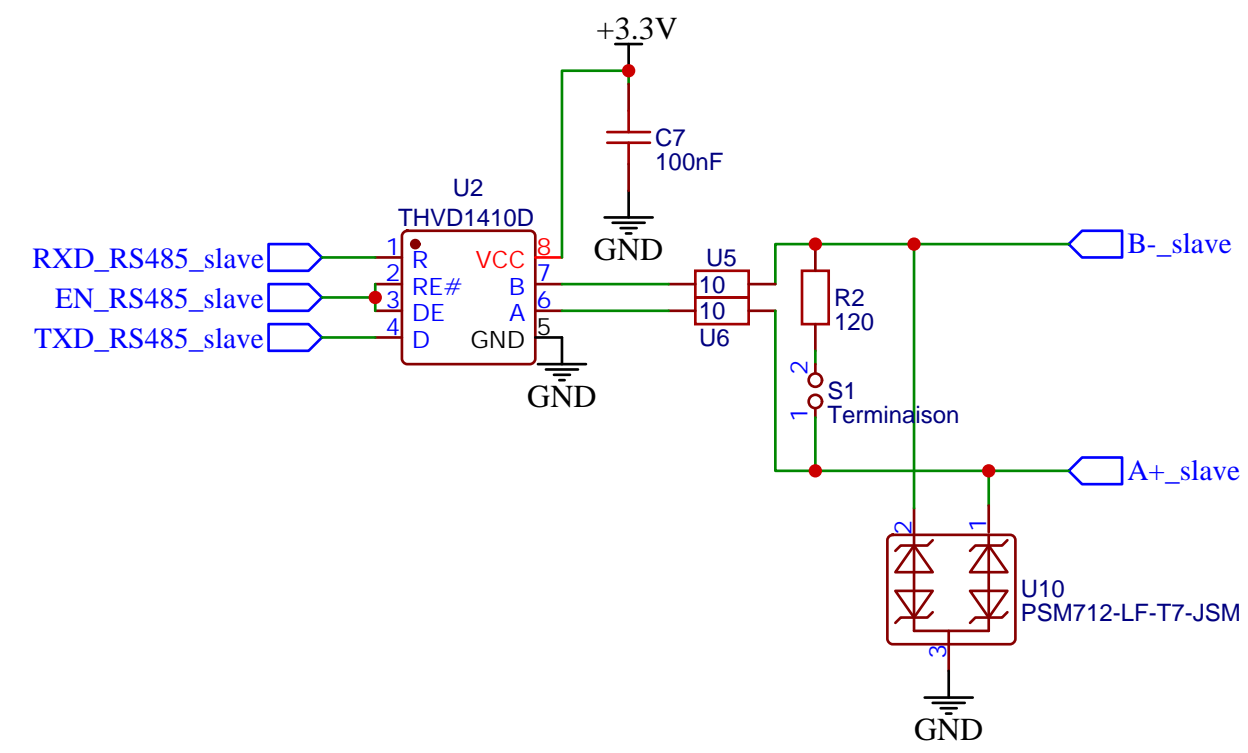 +3.3V
C7
100nF
GND
U2
THVD1410D
RXD_RS485_slave
EN_RS485_slave
TXD_RS485_slave
1
2
3
4
R
RE#
DE
D
VCC
B
A
GND
8
7
6
5
GND
U5
10
10
U6
R2
120
2
S1
1
Terminaison
B-_slave
A+_slave
2
1
U10
PSM712-LF-T7-JSM
3
GND